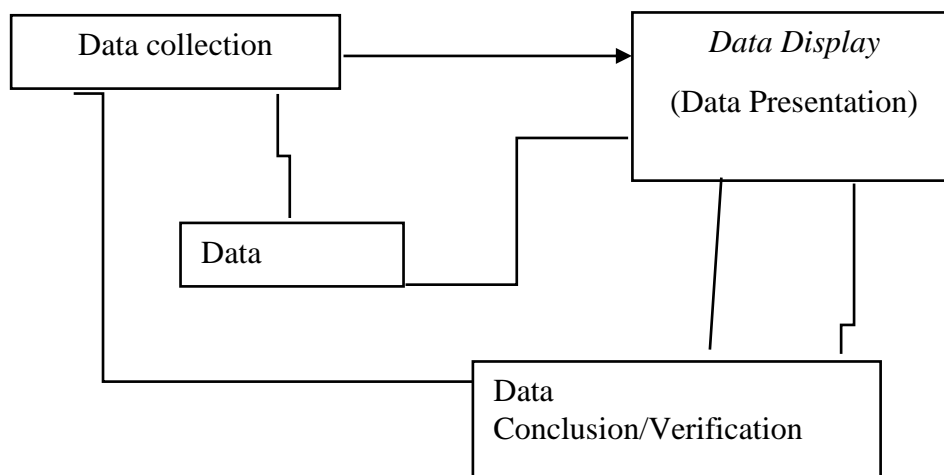 Data collection
Data Display
(Data Presentation)
Data
Data
Conclusion/Verification